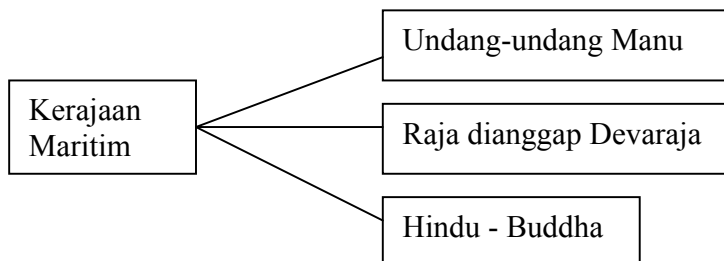 Undang-undang Manu
Kerajaan
Maritim
Raja dianggap Devaraja
Hindu - Buddha